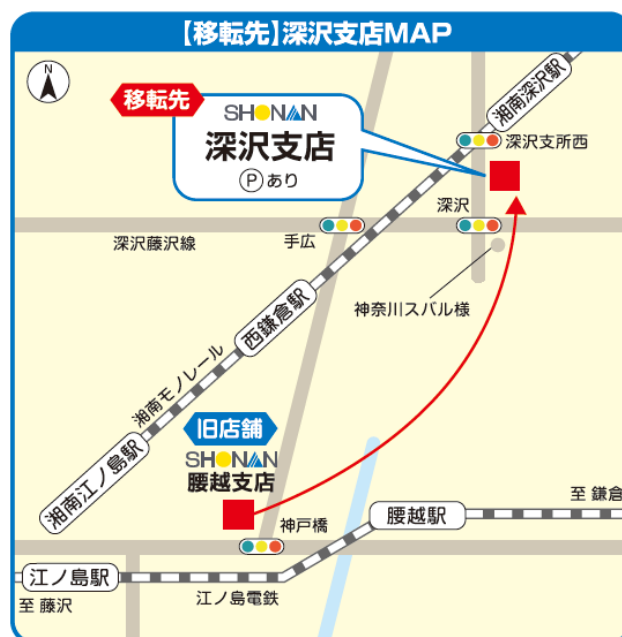 【移転先】深沢支店MAP
N
移転先
SHONAN
深沢支店
Ⓟあり
湘南深沢駅
深沢支所西
深沢
深沢藤沢線
手広
神奈川スバル様
西鎌倉駅
湘南モノレール
湘南江ノ島駅
旧店舗
SHONAN
腰越支店
神戸橋
腰越駅
至 鎌倉
江ノ島駅
至 藤沢
江ノ島電鉄